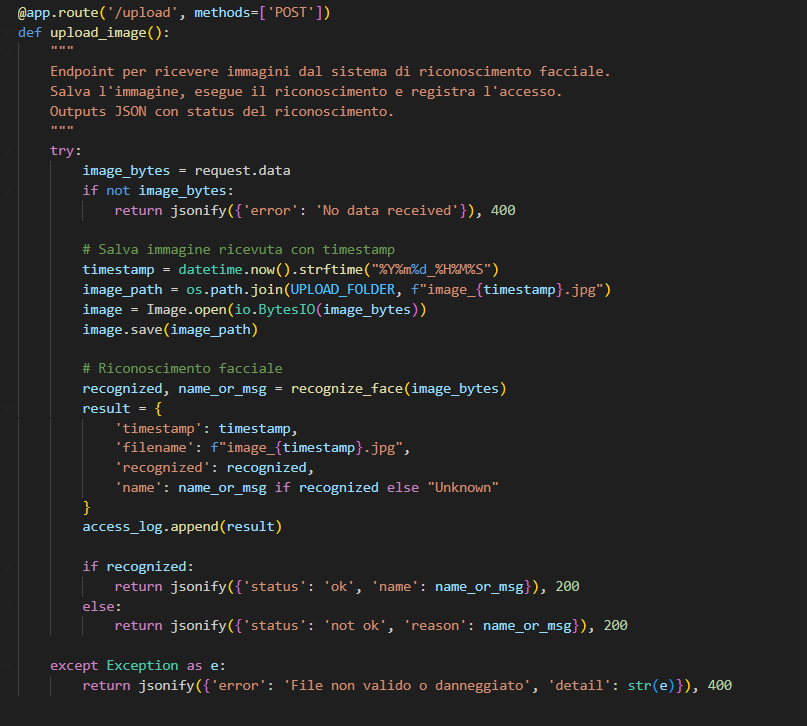 @app.route('/upload', methods=['POST'])
def upload_image():
    """
    Endpoint per ricevere immagini dal sistema di riconoscimento facciale.
    Salva l'immagine, esegue il riconoscimento e registra l'accesso.
    Outputs JSON con status del riconoscimento.
    """
    try:
        image_bytes = request.data
        if not image_bytes:
            return jsonify({'error': 'No data received'}), 400

        # Salva immagine ricevuta con timestamp
        timestamp = datetime.now().strftime("%Y%m%d_%H%M%S")
        image_path = os.path.join(UPLOAD_FOLDER, f"image_{timestamp}.jpg")
        image = Image.open(io.BytesIO(image_bytes))
        image.save(image_path)

        # Riconoscimento facciale
        recognized, name_or_msg = recognize_face(image_bytes)
        result = {
            'timestamp': timestamp,
            'filename': f"image_{timestamp}.jpg",
            'recognized': recognized,
            'name': name_or_msg if recognized else "Unknown"
        }
        access_log.append(result)

        if recognized:
            return jsonify({'status': 'ok', 'name': name_or_msg}), 200
        else:
            return jsonify({'status': 'not ok', 'reason': name_or_msg}), 200

    except Exception as e:
        return jsonify({'error': 'File non valido o danneggiato', 'detail': str(e)}), 400